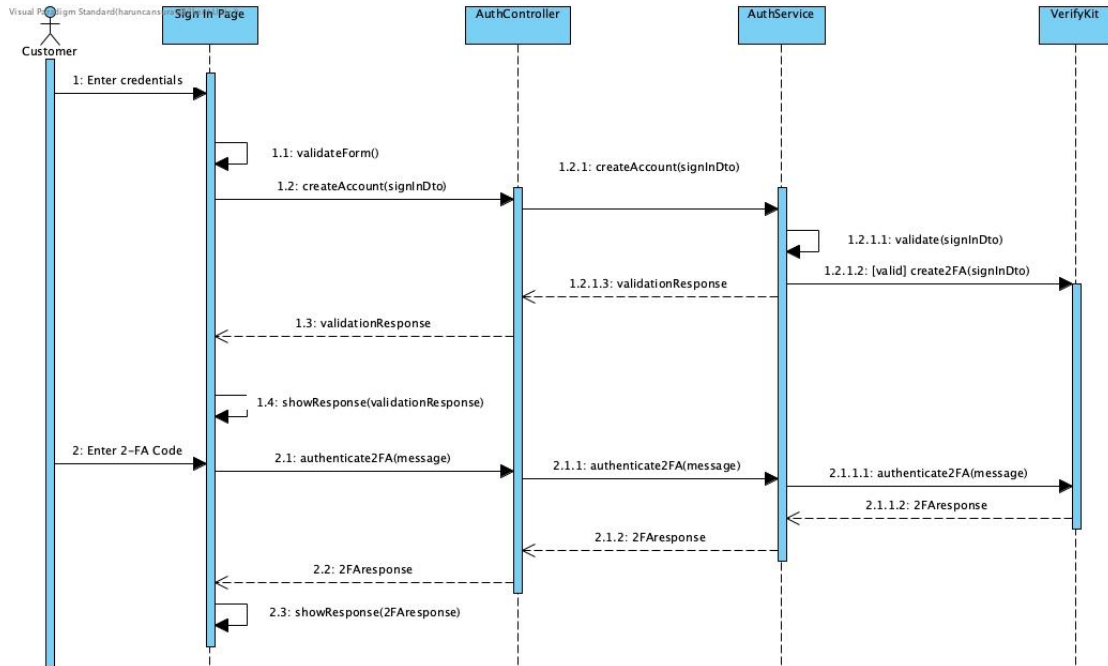 Visual Paradigm Standard(haruncans
Sign In Page
AuthController
AuthService
VerifyKit
Customer
1: Enter credentials
1.1: validateForm()
1.2.1: createAccount(signInDto)
1.2: createAccount(signInDto)
1.2.1.1: validate(signInDto)
1.2.1.2: [valid] create2FA(signInDto)
1.2.1.3: validationResponse
1.3: validationResponse
1.4: showResponse(validationResponse)
2: Enter 2-FA Code
2.1: authenticate2FA(message)
2.1.1: authenticate2FA(message)
2.1.1.1: authenticate2FA(message)
2.1.1.2: 2FAresponse
2.1.2: 2FAresponse
2.2: 2FAresponse
2.3: showResponse(2FAresponse)